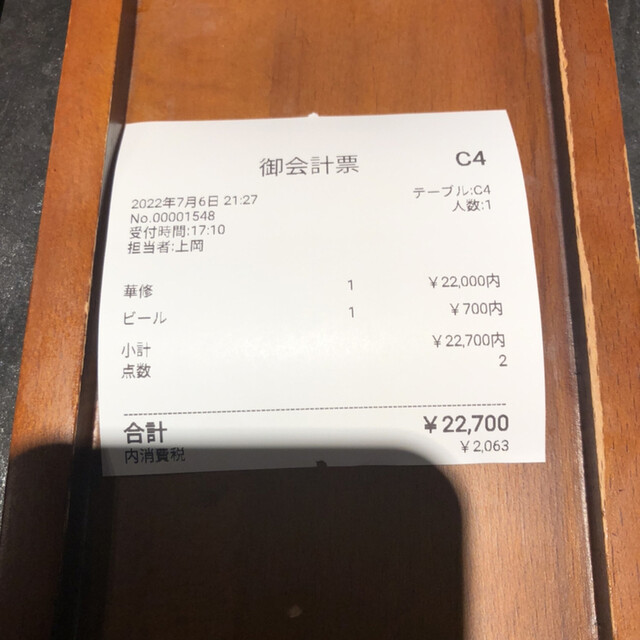 御会計票 C4
2022年7月6日 21:27 テーブル:C4
No.00001548 人数:1
受付時間:17:10
担当者:上岡
華修 1 ¥22,000内
ビール 1 ¥700内
小計 ¥22,700内
点数 2
合計 ¥22,700
内消費税 ¥2,063